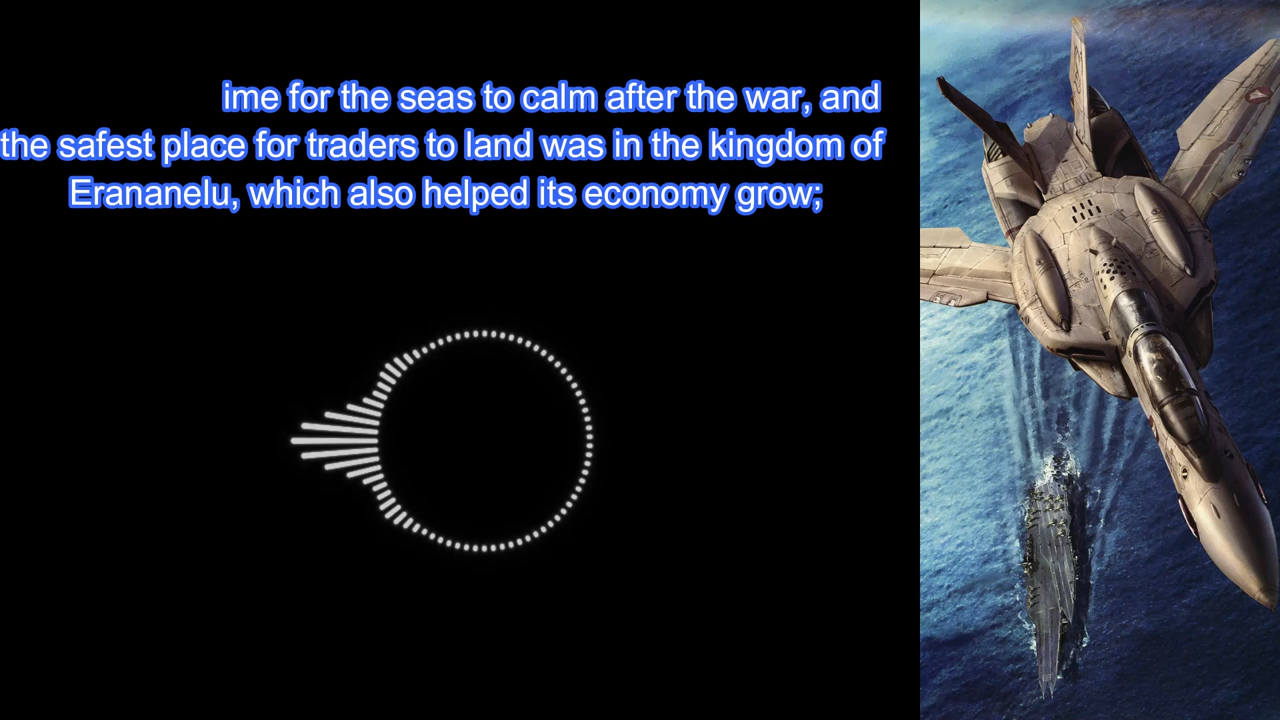 ime for the seas to calm after the war, and
the safest place for traders to land was in the kingdom of
Erananelu, which also helped its economy grow;